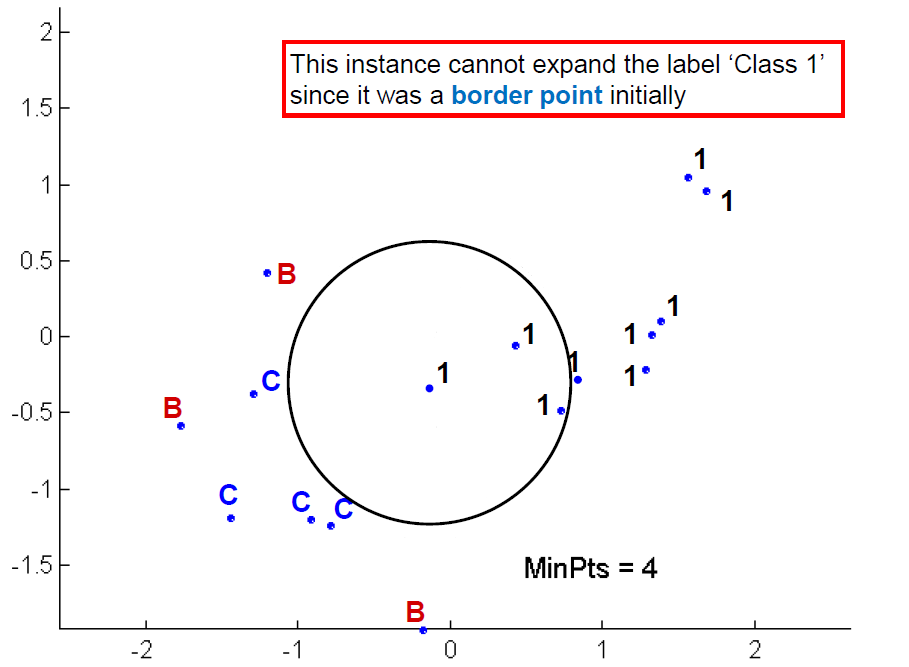 2
This instance cannot expand the label ‘Class 1’
since it was a border point initially
1.5
1
1
1
0.5
B
1
0
1
1
1
1
1
C
1
-0.5
B
-1
C
C
C
-1.5
MinPts = 4
B
-2
-1
0
1
2